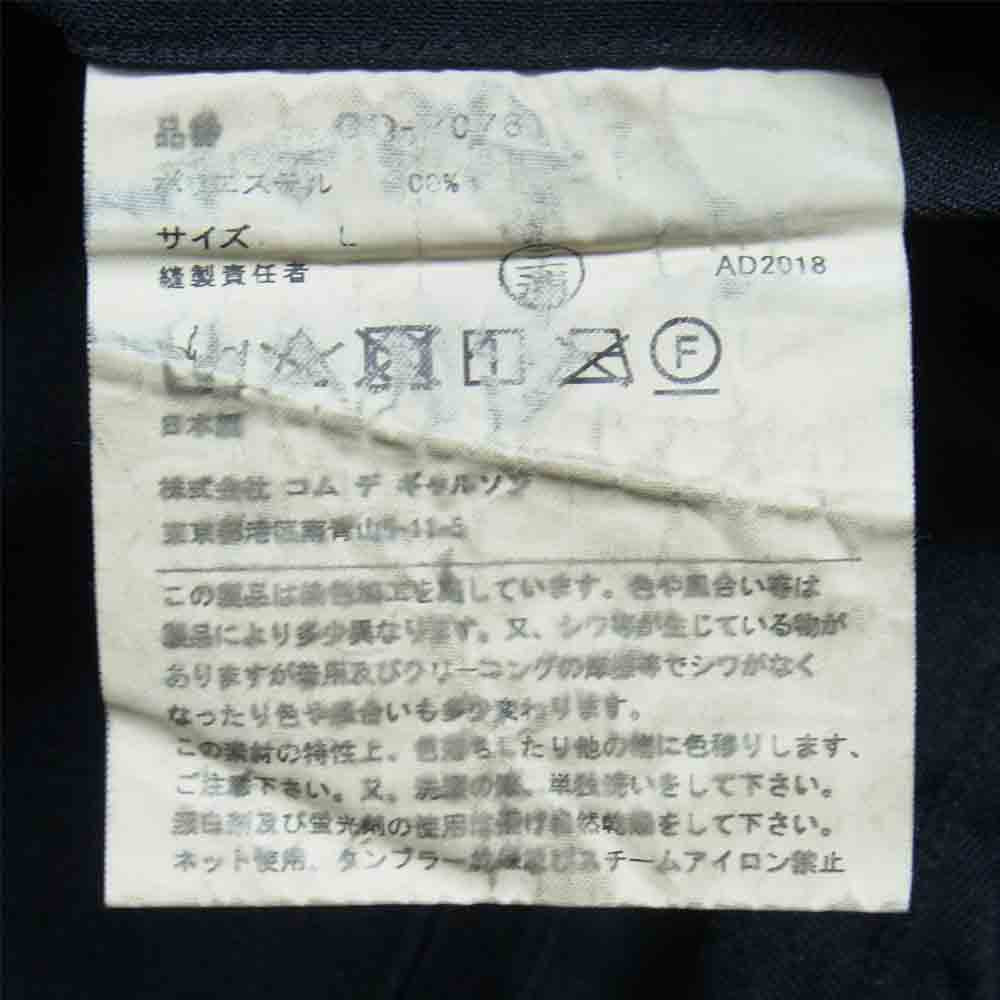 品番
ポリエステル 00%
サイズ L
縫製責任者 AD2018
F
日本製
株式会社 コム デ ギャルソン
東京都港区南青山5-11-5
この製品は染色加工を施しています。色や風合い等は
製品により多少異なります。又、シワ等が生じている物が
ありますが着用及びクリーニングの摩擦等でシワがなく
なったり色や風合いも多少変わります。
この素材の特性上。色落ちしたり他の物に色移りします、
ご注意下さい。又。洗濯の際、単独洗いをして下さい。
漂白剤及び蛍光剤の使用は避け自然乾燥をして下さい。
ネット使用、タンブラー乾燥及びスチームアイロン禁止